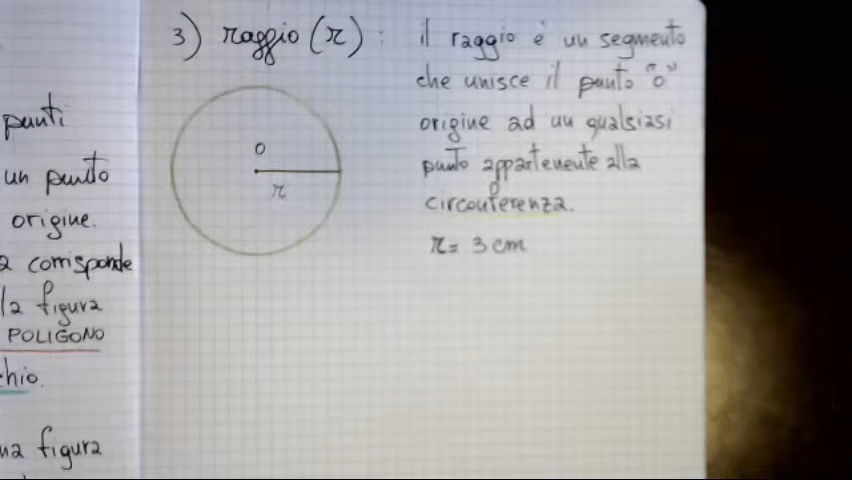 punti
un punto
origine.
a corrisponde
la figura
POLIGONO
chio.
na figura
3) raggio (r) : il raggio è un segmento
che unisce il punto "o"
origine ad un qualsiasi
punto appartenente alla
circonferenza.
r= 3 cm
O
r